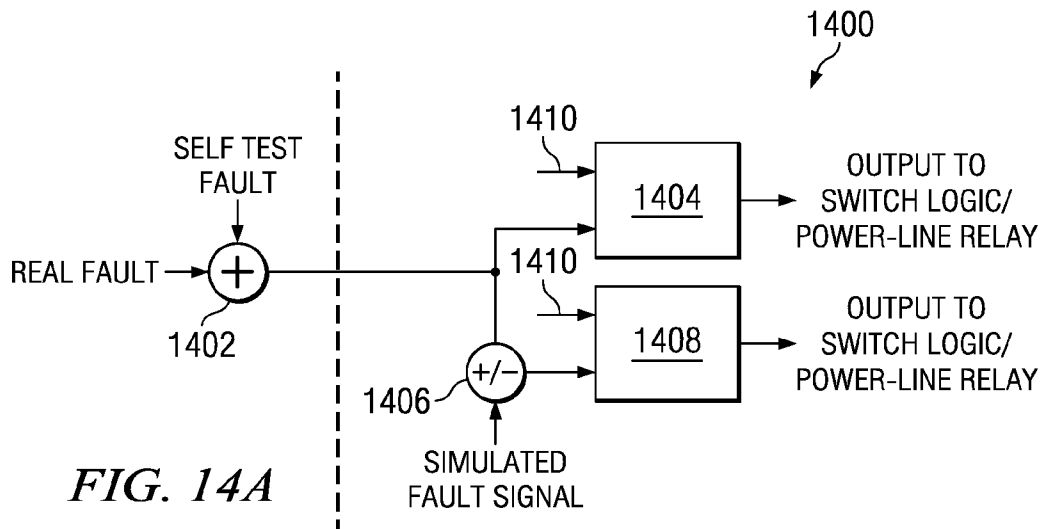 1400
SELF TEST
FAULT
REAL FAULT
+
1402
1410
1404
OUTPUT TO
SWITCH LOGIC/
POWER-LINE RELAY
1410
1408
OUTPUT TO
SWITCH LOGIC/
POWER-LINE RELAY
+/−
1406
SIMULATED
FAULT SIGNAL
FIG. 14A